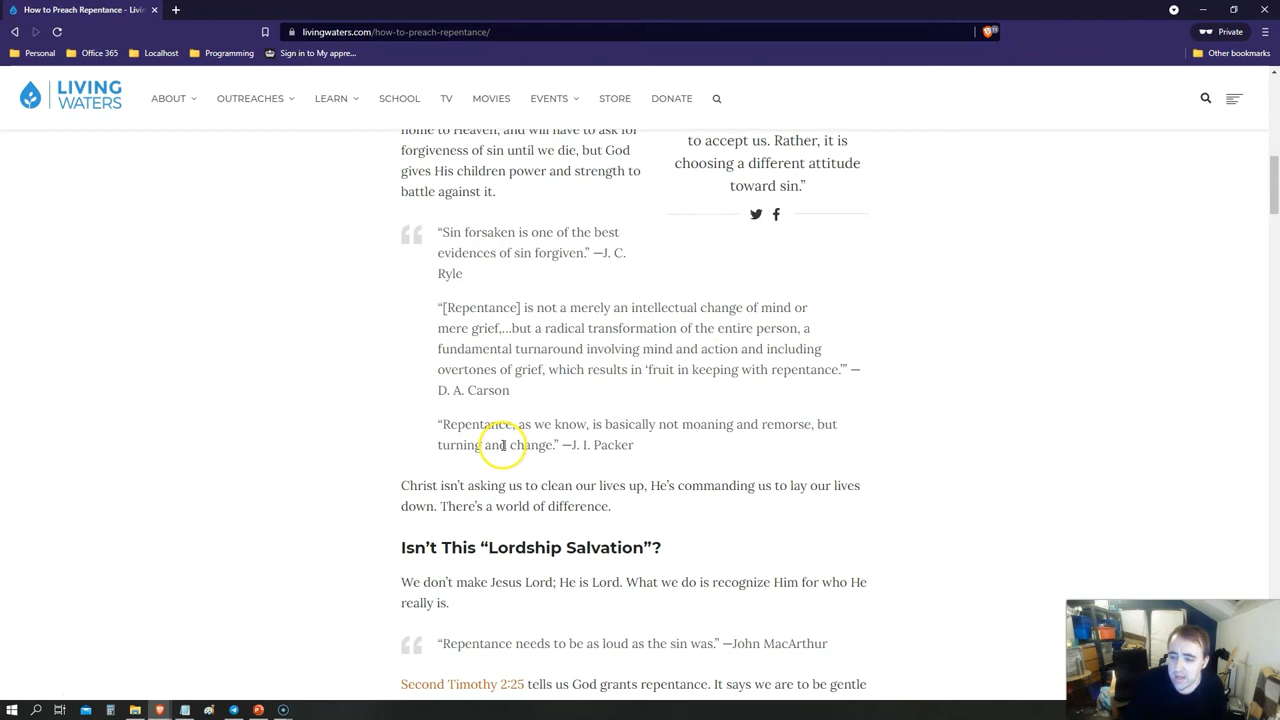 How to Preach Repentance - Living
livingwaters.com/how-to-preach-repentance/
Private
Personal
Office 365
Localhost
Programming
Sign in to My appre...
Other bookmarks
LIVING
WATERS
ABOUT
OUTREACHES
LEARN
SCHOOL
TV
MOVIES
EVENTS
STORE
DONATE
home to Heaven, and will have to ask for
forgiveness of sin until we die, but God
gives His children power and strength to
battle against it.
to accept us. Rather, it is
choosing a different attitude
toward sin.”
“Sin forsaken is one of the best
evidences of sin forgiven.” —J. C.
Ryle
“[Repentance] is not a merely an intellectual change of mind or
mere grief,...but a radical transformation of the entire person, a
fundamental turnaround involving mind and action and including
overtones of grief, which results in ‘fruit in keeping with repentance.’” —
D. A. Carson
“Repentance, as we know, is basically not moaning and remorse, but
turning and change.” —J. I. Packer
Christ isn’t asking us to clean our lives up, He’s commanding us to lay our lives
down. There’s a world of difference.
Isn’t This “Lordship Salvation”?
We don’t make Jesus Lord; He is Lord. What we do is recognize Him for who He
really is.
“Repentance needs to be as loud as the sin was.” —John MacArthur
Second Timothy 2:25 tells us God grants repentance. It says we are to be gentle